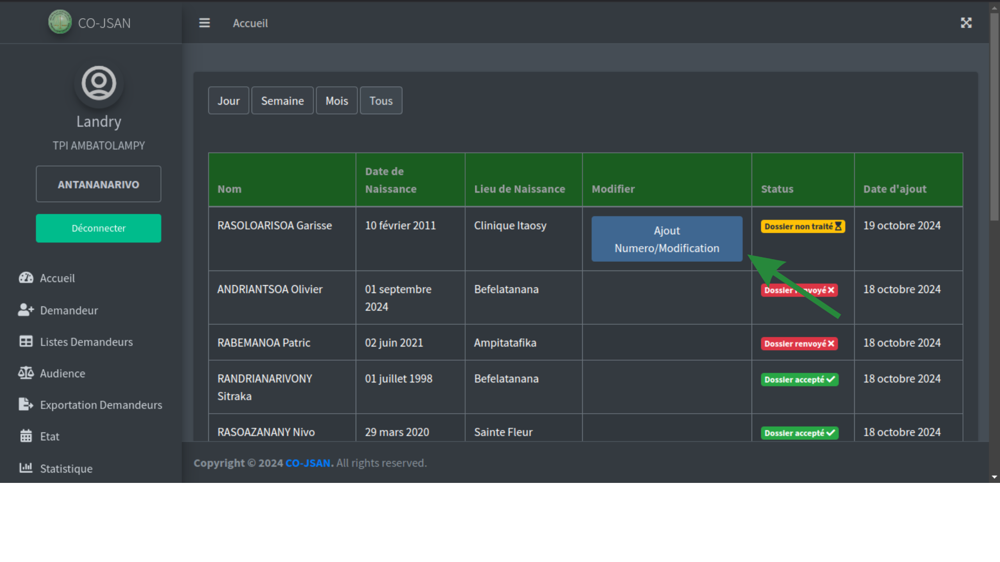 CO-JSAN
Accueil
Landry
TPI AMBATOLAMPY
ANTANANARIVO
Déconnecter
Accueil
Demandeur
Listes Demandeurs
Audience
Exportation Demandeurs
Etat
Statistique
Jour Semaine Mois Tous
Nom Date de Naissance Lieu de Naissance Modifier Status Date d'ajout
RASOLOARISOA Garisse 10 février 2011 Clinique Itaosy Ajout Numero/Modification Dossier non traité 19 octobre 2024
ANDRIANTSOA Olivier 01 septembre 2024 Befelatanana Dossier renvoyé 18 octobre 2024
RABEMANOA Patric 02 juin 2021 Ampitatafika Dossier renvoyé 18 octobre 2024
RANDRIANARIVONY Sitraka 01 juillet 1998 Befelatanana Dossier accepté 18 octobre 2024
RASOAZANANY Nivo 29 mars 2020 Sainte Fleur Dossier accepté 18 octobre 2024
Copyright © 2024 CO-JSAN. All rights reserved.